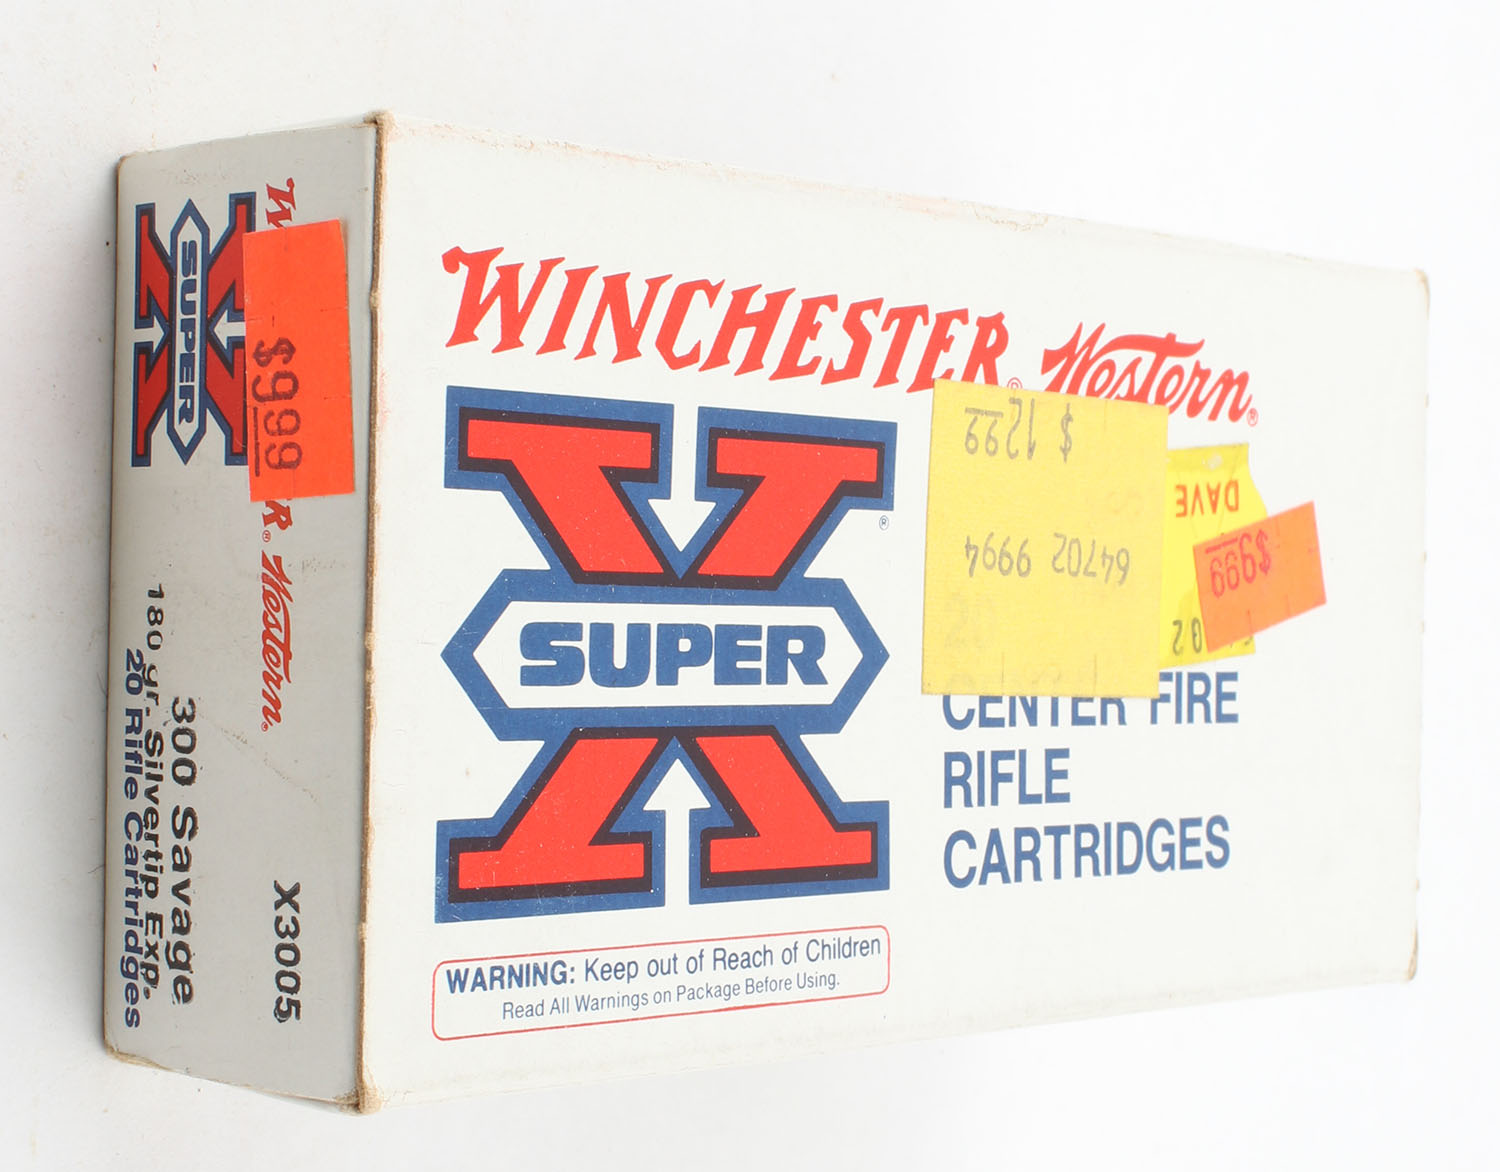 WINCHESTER® Western®
SUPER
X
®
$12.99
64702 9994
DAVE
$9.99
CENTER FIRE
RIFLE
CARTRIDGES
WARNING: Keep out of Reach of Children
Read All Warnings on Package Before Using.
R® Western®
SUPER
X
$9.99
X3005
300 Savage
180 gr. Silvertip Exp.
20 Rifle Cartridges